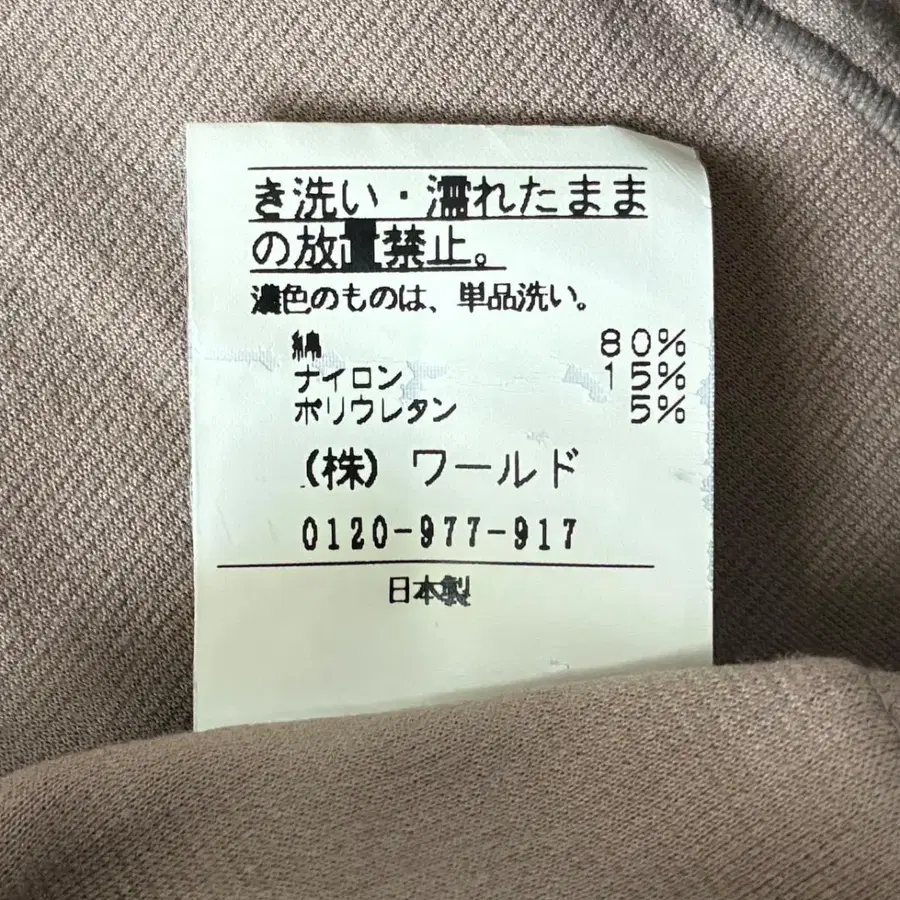 き洗い・濡れたまま
の放置禁止。
濃色のものは、単品洗い。
綿 80%
ナイロン 15%
ポリウレタン 5%
(株) ワールド
0120-977-917
日本製